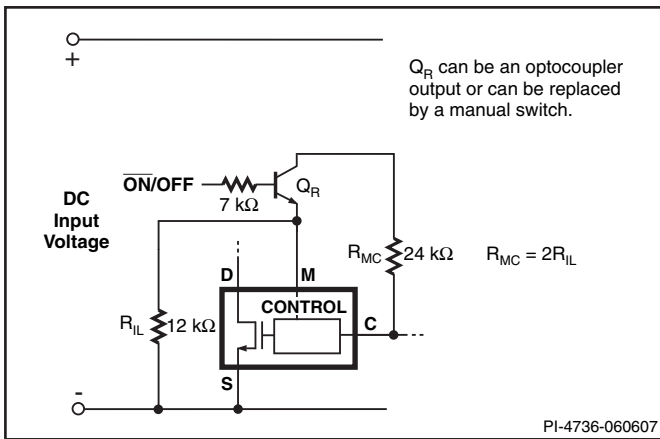 +
Q_R can be an optocoupler
output or can be replaced
by a manual switch.
O̅N̅/OFF
Q_R
7 kΩ
DC
Input
Voltage
R_MC 24 kΩ R_MC = 2R_IL
D M
CONTROL
C
R_IL 12 kΩ
S
-
PI-4736-060607